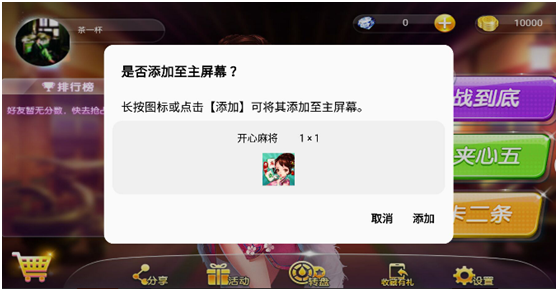 茶一杯
0
10000
排行榜
好友暂无分数，快去抢占
是否添加至主屏幕？
长按图标或点击【添加】可将其添加至主屏幕。
开心麻将 1×1
取消 添加
战到底
夹心五
卡二条
分享
活动
转盘
收藏有礼
设置